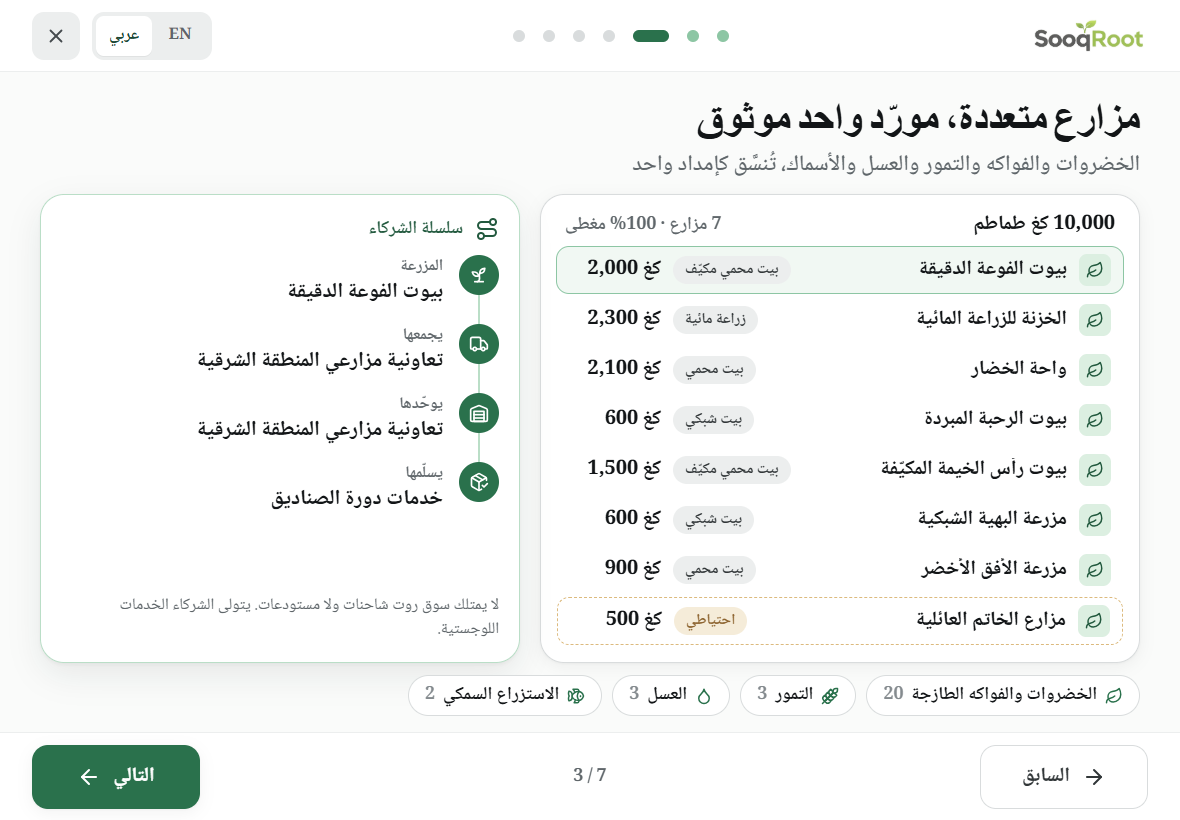 SooqRoot
EN
عربي
مزارع متعددة، مورّد واحد موثوق
الخضروات والفواكه والتمور والعسل والأسماك، تُنسَّق كإمداد واحد
10,000 كغ طماطم
7 مزارع · 100% مغطى
بيوت الفوعة الدقيقة بيت محمي مكيّف 2,000 كغ
الخزنة للزراعة المائية زراعة مائية 2,300 كغ
واحة الخضار بيت محمي 2,100 كغ
بيوت الرحبة المبردة بيت شبكي 600 كغ
بيوت رأس الخيمة المكيّفة بيت محمي مكيّف 1,500 كغ
مزرعة البهية الشبكية بيت شبكي 600 كغ
مزرعة الأفق الأخضر بيت محمي 900 كغ
مزارع الخاتم العائلية احتياطي 500 كغ
سلسلة الشركاء
المزرعة
بيوت الفوعة الدقيقة
يجمعها
تعاونية مزارعي المنطقة الشرقية
يوحّدها
تعاونية مزارعي المنطقة الشرقية
يسلّمها
خدمات دورة الصناديق
لا يمتلك سوق روت شاحنات ولا مستودعات. يتولى الشركاء الخدمات
اللوجستية.
الخضروات والفواكه الطازجة 20
التمور 3
العسل 3
الاستزراع السمكي 2
السابق
3 / 7
التالي